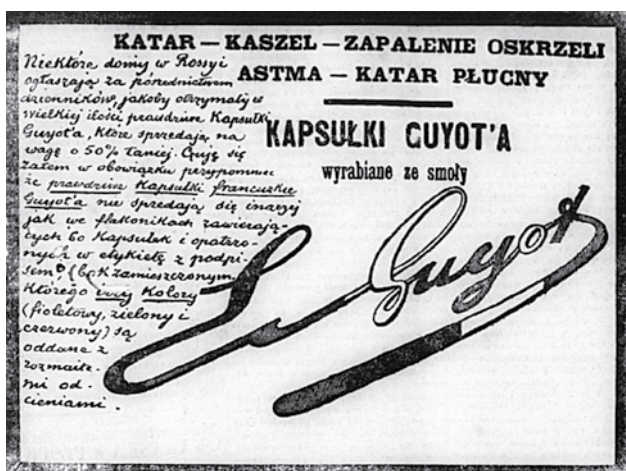 KATAR — KASZEL — ZAPALENIE OSKRZELI
ASTMA — KATAR PŁUCNY
KAPSUŁKI GUYOT'A
wyrabiane ze smoły
Niektóre domy w Rossyi
ogłaszają za pośrednictwem
dzienników, jakoby otrzymały w
wielkiej ilości prawdziwe Kapsułki
Guyot'a, które sprzedają na
wagę o 50% taniej. Czuję się
zatem w obowiązku przypomnieć
że prawdziwe Kapsułki francuzkie
Guyot'a nie sprzedają się inaczej
jak we flakonikach zawierają-
cych 60 Kapsułek i opatrzo-
nych w etykietę z podpi-
sem (bok zamieszczonym
którego trzy kolory
(fioletowy, zielony i
czerwony) są
oddane z
rozmaite-
mi od-
cieniami.
Guyot